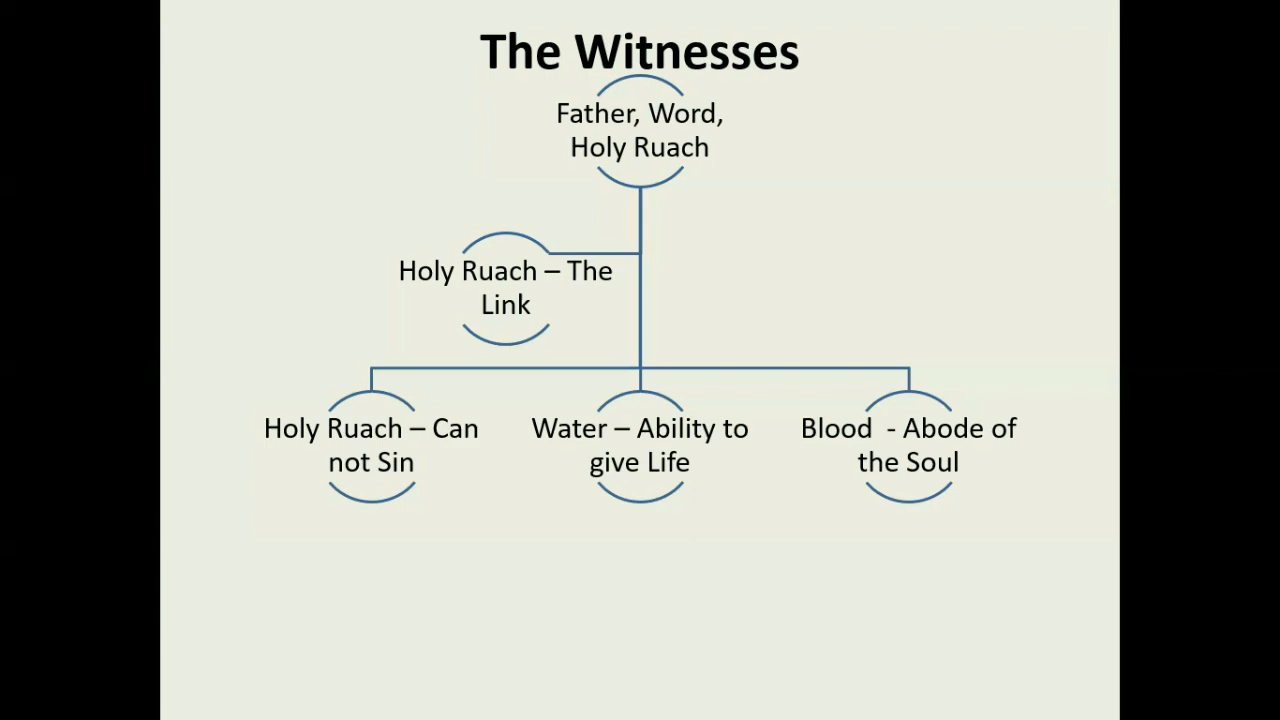 The Witnesses
Father, Word,
Holy Ruach
Holy Ruach – The
Link
Holy Ruach – Can
not Sin
Water – Ability to
give Life
Blood  - Abode of
the Soul